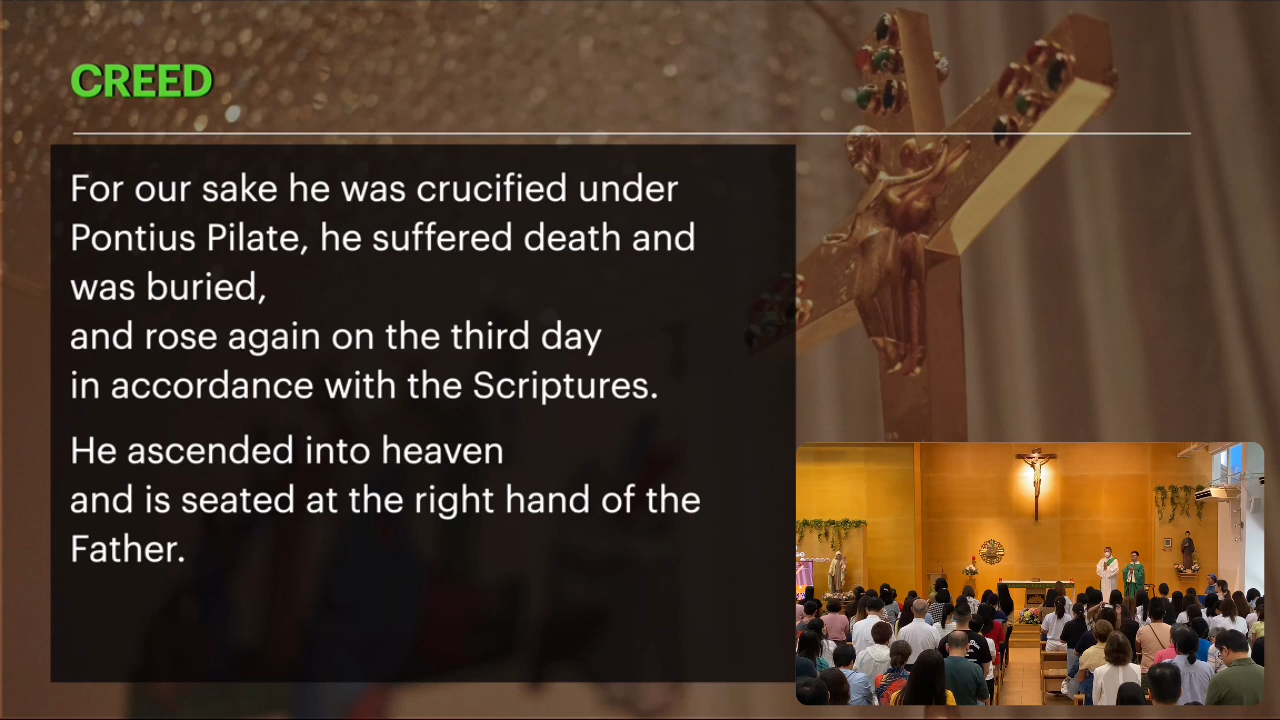 CREED
For our sake he was crucified under
Pontius Pilate, he suffered death and
was buried,
and rose again on the third day
in accordance with the Scriptures.
He ascended into heaven
and is seated at the right hand of the
Father.